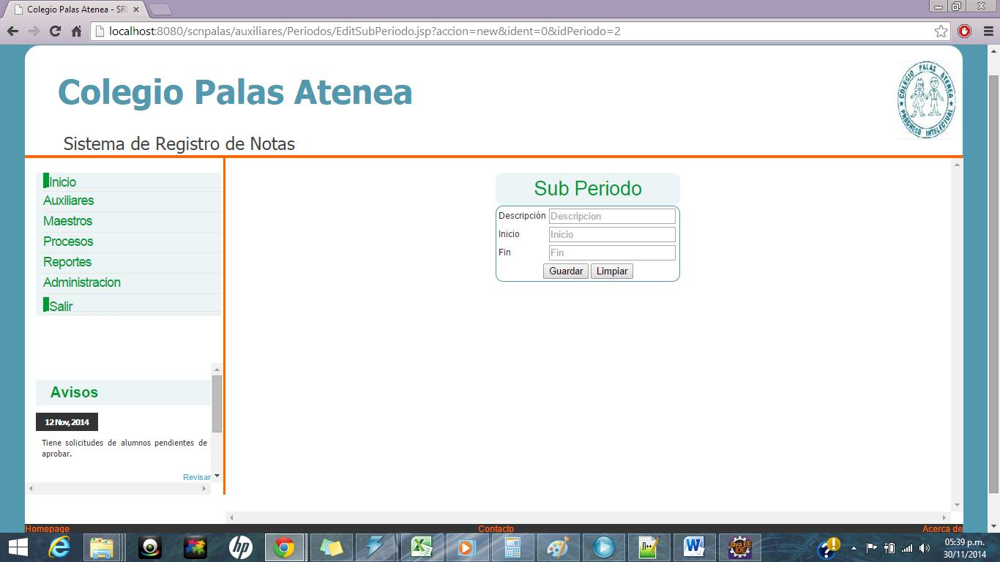 Colegio Palas Atenea - SRI
localhost:8080/scnpalas/auxiliares/Periodos/EditSubPeriodo.jsp?accion=new&ident=0&idPeriodo=2
Colegio Palas Atenea
COLEGIO PALAS ATENEA
PROGRESO INTELECTUAL
Sistema de Registro de Notas
Inicio
Auxiliares
Maestros
Procesos
Reportes
Administracion
Salir
Sub Periodo
Descripción Descripcion
Inicio Inicio
Fin Fin
Guardar Limpiar
Avisos
12 Nov, 2014
Tiene solicitudes de alumnos pendientes de
aprobar.
Revisar
Homepage Contacto Acerca de
hp
Java EE
IDE
05:39 p.m.
30/11/2014